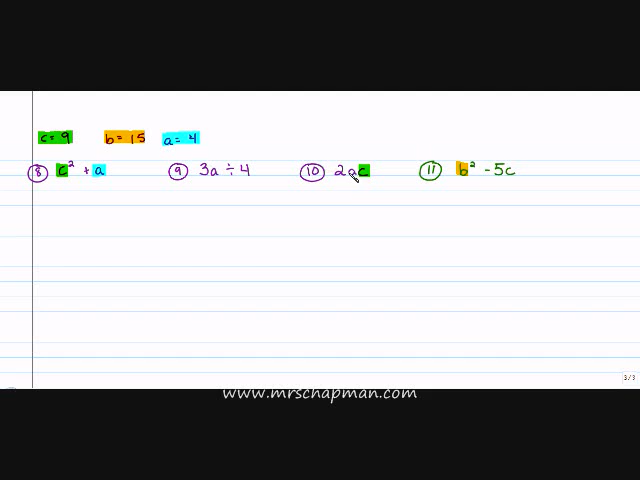 c = 9 b = 15 a = 4
8 c² + a 9 3a ÷ 4 10 2ac 11 b² - 5c
3/3
www.mrschapman.com